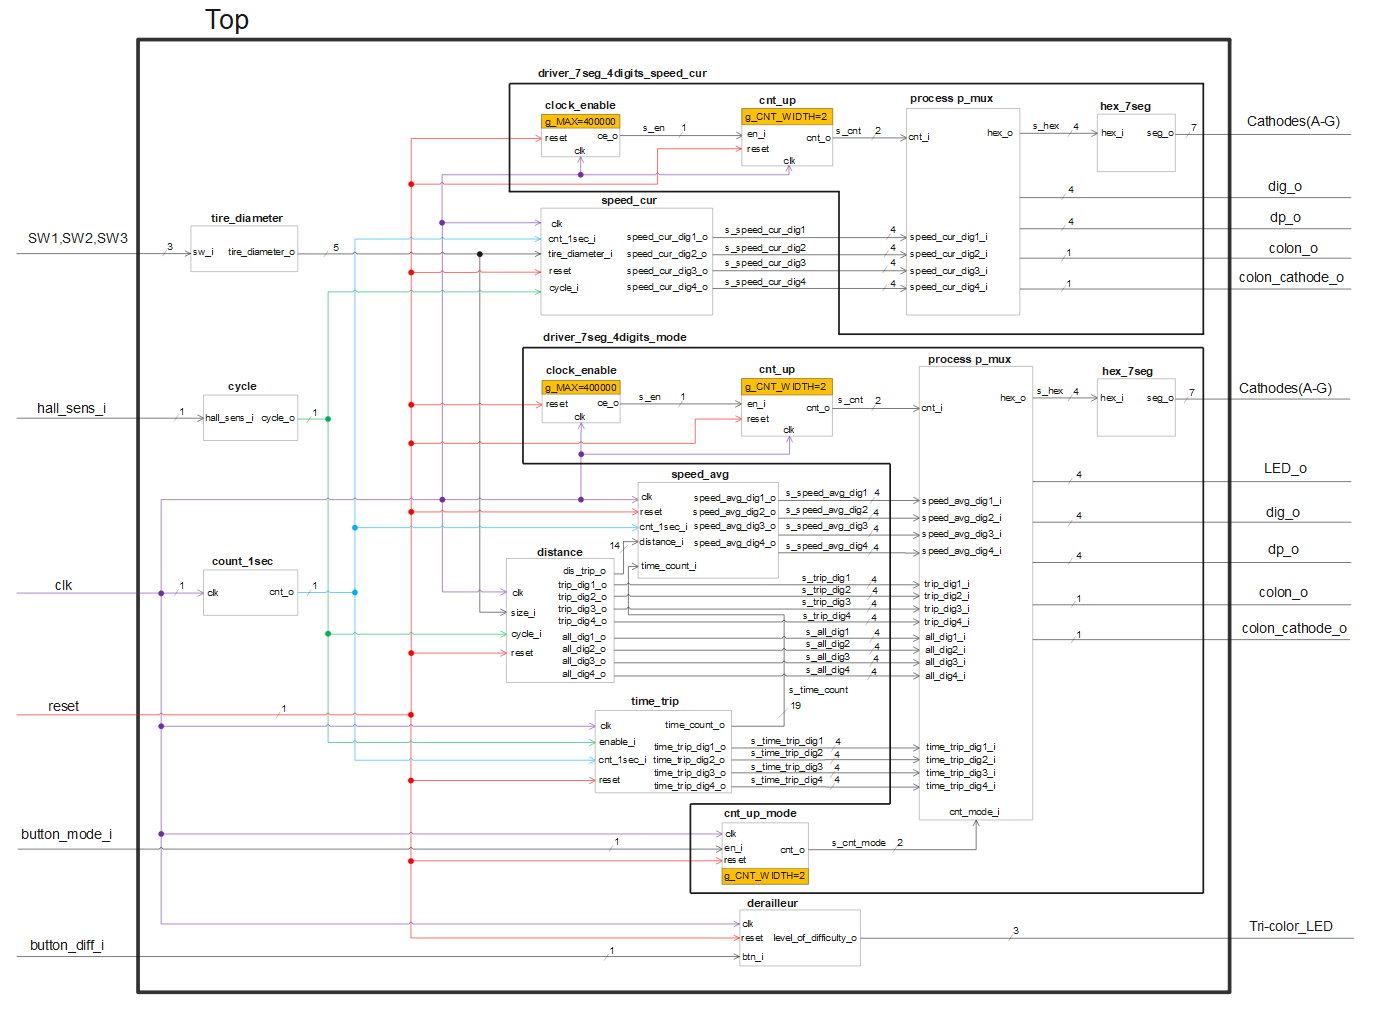 Top
driver_7seg_4digits_speed_cur
clock_enable
g_MAX=400000
reset
ce_o
clk
s_en
1
cnt_up
g_CNT_WIDTH=2
en_i
reset
cnt_o
clk
s_cnt
2
process p_mux
cnt_i
hex_o
speed_cur_dig1_i
speed_cur_dig2_i
speed_cur_dig3_i
speed_cur_dig4_i
s_hex
4
hex_7seg
hex_i
seg_o
7
Cathodes(A-G)
4
dig_o
4
dp_o
1
colon_o
1
colon_cathode_o
SW1,SW2,SW3
3
tire_diameter
sw_i
tire_diameter_o
5
speed_cur
clk
cnt_1sec_i
tire_diameter_i
reset
cycle_i
speed_cur_dig1_o
speed_cur_dig2_o
speed_cur_dig3_o
speed_cur_dig4_o
s_speed_cur_dig1
4
s_speed_cur_dig2
4
s_speed_cur_dig3
4
s_speed_cur_dig4
4
driver_7seg_4digits_mode
clock_enable
g_MAX=400000
reset
ce_o
clk
s_en
1
cnt_up
g_CNT_WIDTH=2
en_i
reset
cnt_o
clk
s_cnt
2
process p_mux
cnt_i
hex_o
speed_avg_dig1_i
speed_avg_dig2_i
speed_avg_dig3_i
speed_avg_dig4_i
trip_dig1_i
trip_dig2_i
trip_dig3_i
trip_dig4_i
all_dig1_i
all_dig2_i
all_dig3_i
all_dig4_i
time_trip_dig1_i
time_trip_dig2_i
time_trip_dig3_i
time_trip_dig4_i
cnt_mode_i
s_hex
4
hex_7seg
hex_i
seg_o
7
Cathodes(A-G)
4
LED_o
4
dig_o
4
dp_o
1
colon_o
1
colon_cathode_o
hall_sens_i
1
cycle
hall_sens_i
cycle_o
1
speed_avg
clk
reset
cnt_1sec_i
distance_i
time_count_i
speed_avg_dig1_o
speed_avg_dig2_o
speed_avg_dig3_o
speed_avg_dig4_o
s_speed_avg_dig1
4
s_speed_avg_dig2
4
s_speed_avg_dig3
4
s_speed_avg_dig4
4
14
clk
1
count_1sec
clk
cnt_o
1
distance
clk
size_i
cycle_i
reset
dis_trip_o
trip_dig1_o
trip_dig2_o
trip_dig3_o
trip_dig4_o
all_dig1_o
all_dig2_o
all_dig3_o
all_dig4_o
s_trip_dig1
4
s_trip_dig2
4
s_trip_dig3
4
s_trip_dig4
4
s_all_dig1
4
s_all_dig2
4
s_all_dig3
4
s_all_dig4
4
s_time_count
19
reset
1
time_trip
clk
enable_i
cnt_1sec_i
reset
time_count_o
time_trip_dig1_o
time_trip_dig2_o
time_trip_dig3_o
time_trip_dig4_o
s_time_trip_dig1
4
s_time_trip_dig2
4
s_time_trip_dig3
4
s_time_trip_dig4
4
button_mode_i
1
cnt_up_mode
clk
en_i
reset
cnt_o
g_CNT_WIDTH=2
s_cnt_mode
2
button_diff_i
1
derailleur
clk
reset
btn_i
level_of_difficulty_o
3
Tri-color_LED